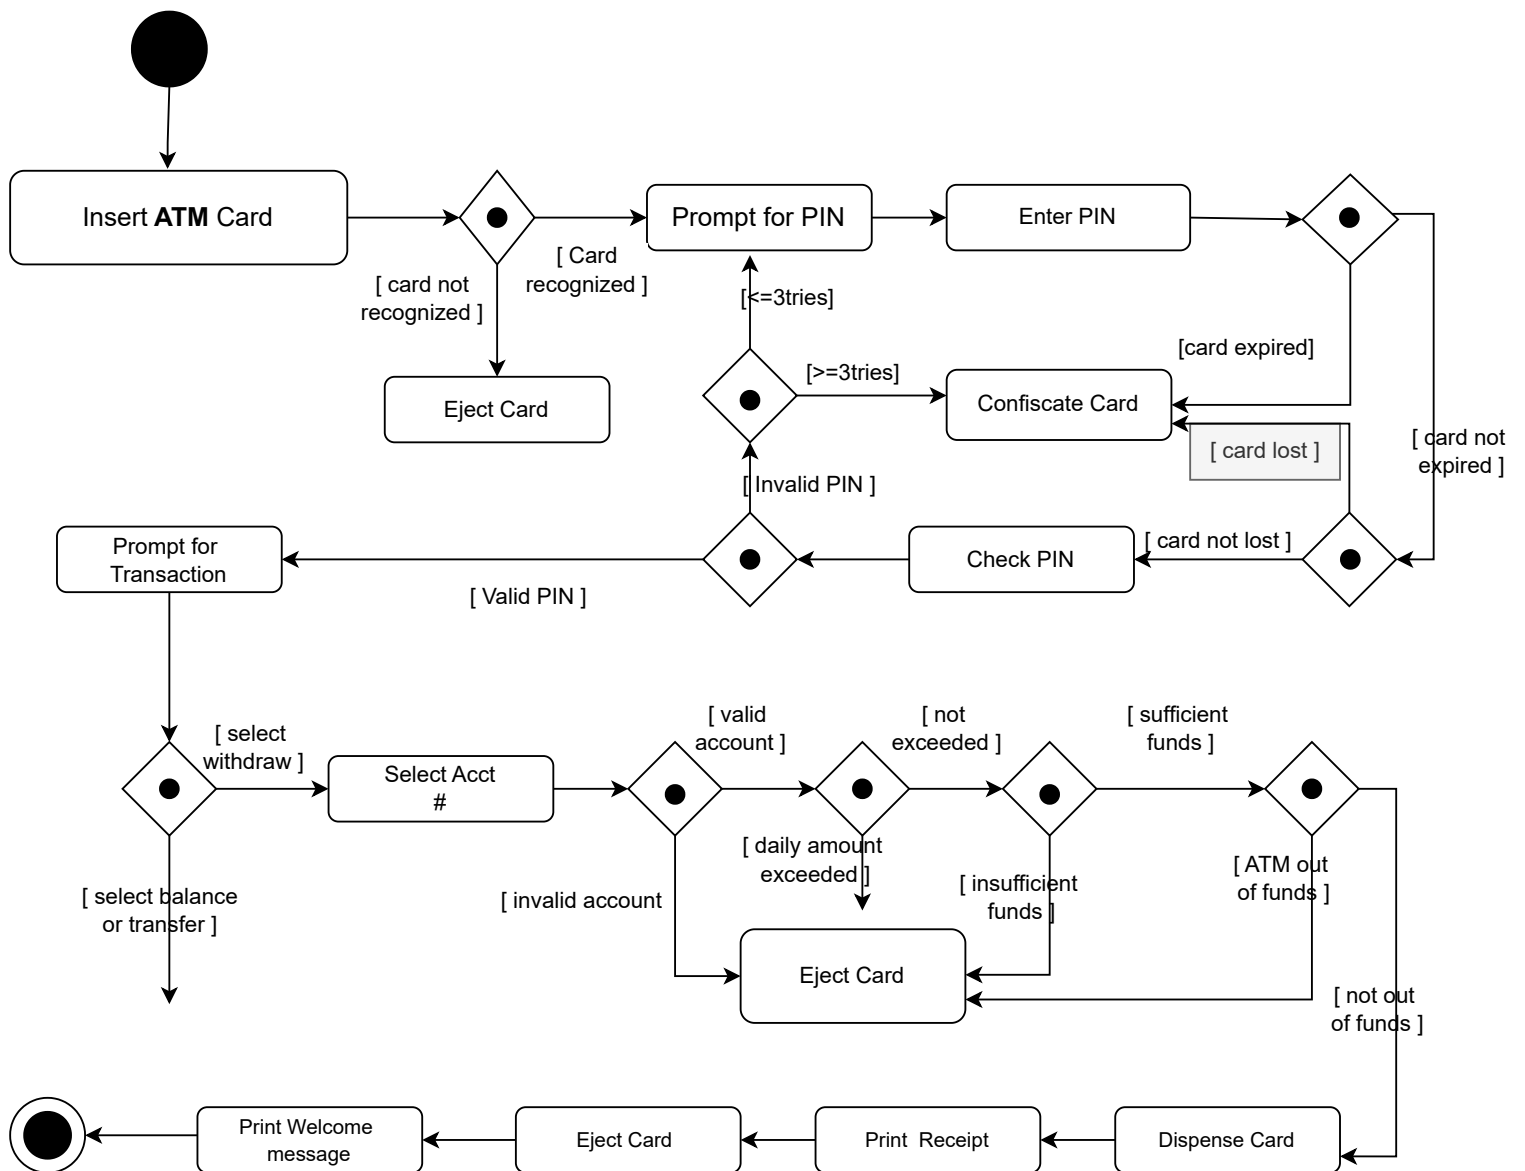 Insert ATM Card
Prompt for PIN
Enter PIN
[ Card
recognized ]
[ card not
recognized ]
[<=3tries]
[card expired]
[>=3tries]
Eject Card
Confiscate Card
[ card lost ]
[ card not
expired ]
[ Invalid PIN ]
Prompt for
Transaction
[ Valid PIN ]
Check PIN
[ card not lost ]
[ select
withdraw ]
Select Acct
#
[ valid
account ]
[ not
exceeded ]
[ sufficient
funds ]
[ select balance
or transfer ]
[ invalid account
[ daily amount
exceeded ]
[ insufficient
funds ]
[ ATM out
of funds ]
Eject Card
[ not out
of funds ]
Print Welcome
message
Eject Card
Print  Receipt
Dispense Card